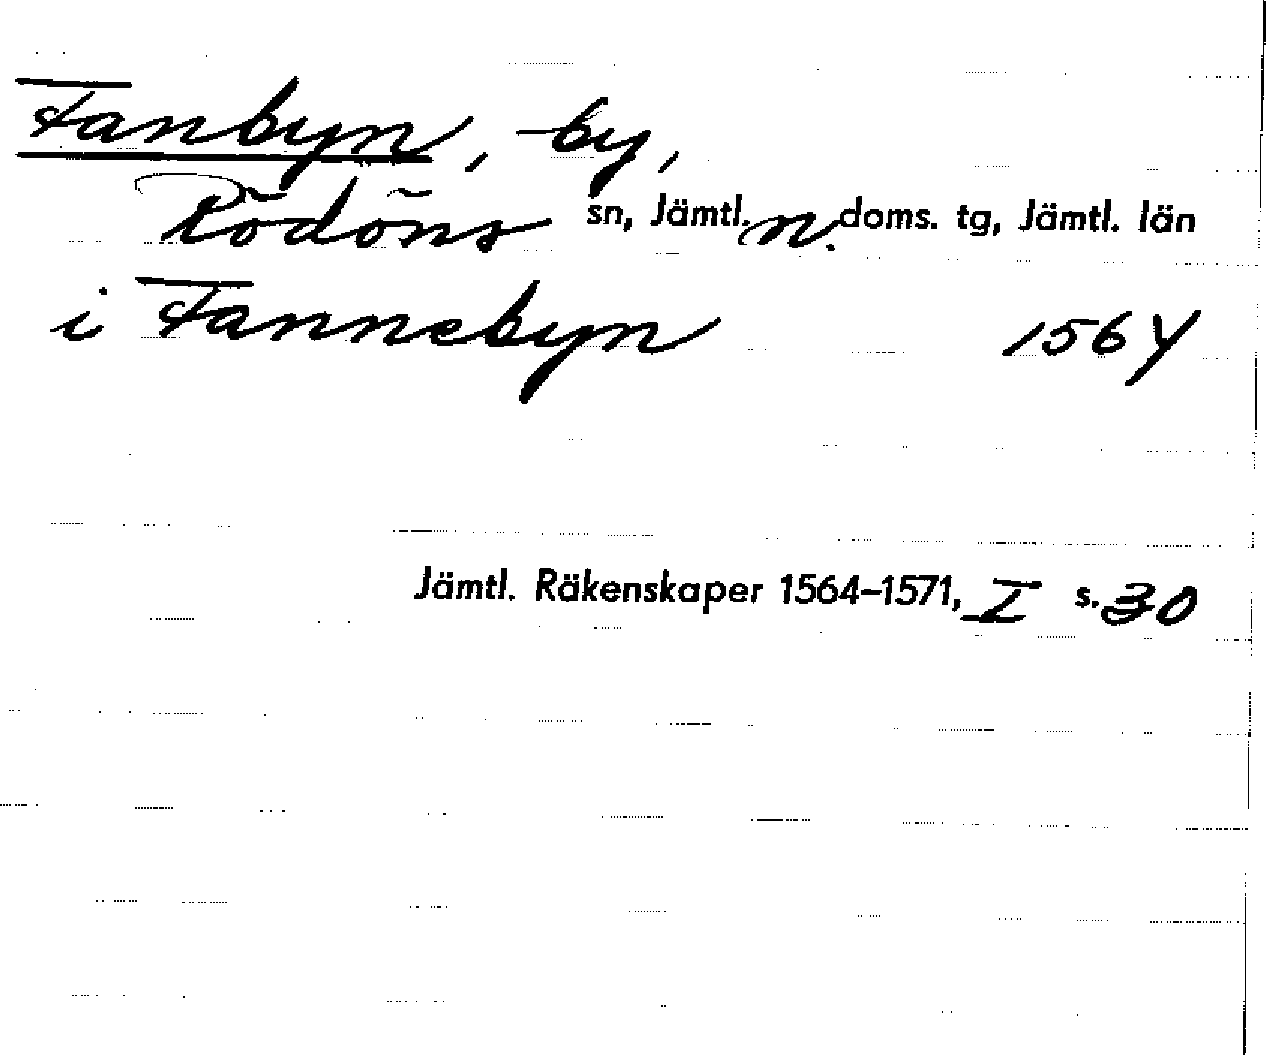 Fanbyn, by,
Rödöns sn, Jämtl. n. doms. tg, Jämtl. län
i Fannebyn 1564
Jämtl. Räkenskaper 1564–1571, I s. 30